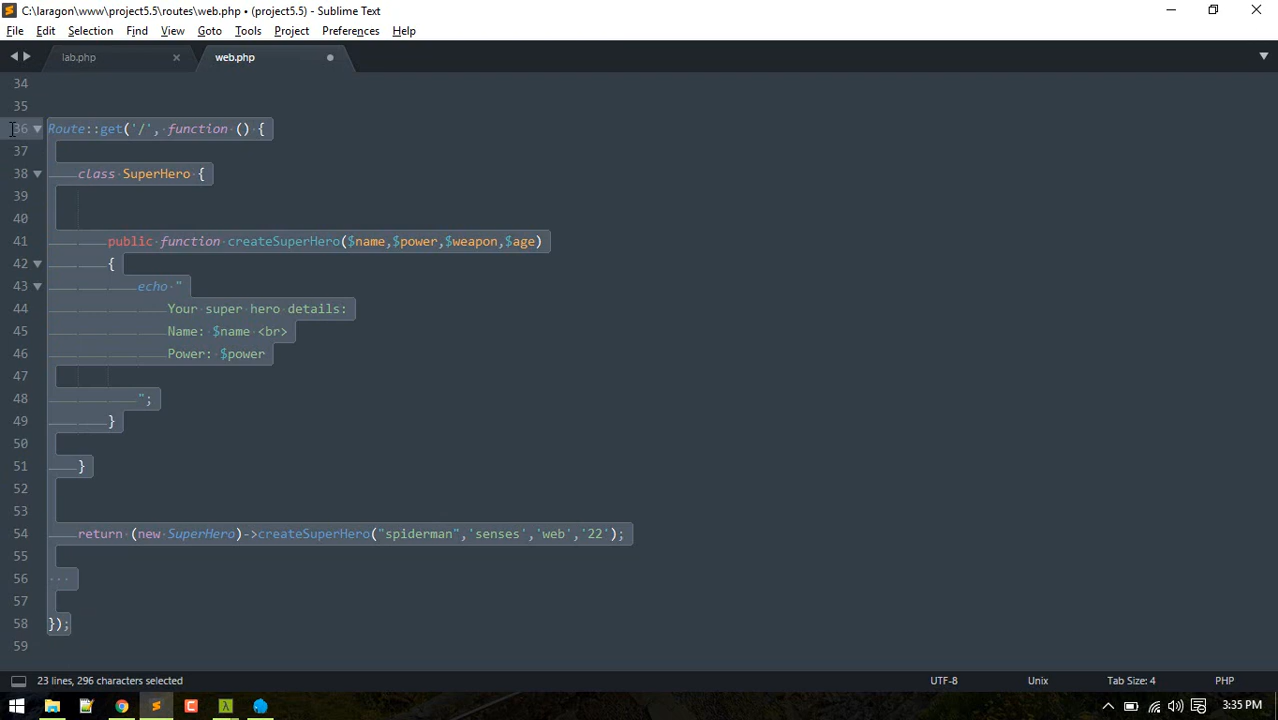 C:\laragon\www\project5.5\routes\web.php • (project5.5) - Sublime Text
File Edit Selection Find View Goto Tools Project Preferences Help
lab.php × web.php
34
35
36 Route::get('/', function () {
37
38 class SuperHero {
39
40
41 public function createSuperHero($name,$power,$weapon,$age)
42 {
43 echo "
44 Your super hero details:
45 Name: $name <br>
46 Power: $power
47
48 ";
49 }
50
51 }
52
53
54 return (new SuperHero)->createSuperHero("spiderman",'senses','web','22');
55
56
57
58 });
59
23 lines, 296 characters selected UTF-8 Unix Tab Size: 4 PHP
3:35 PM